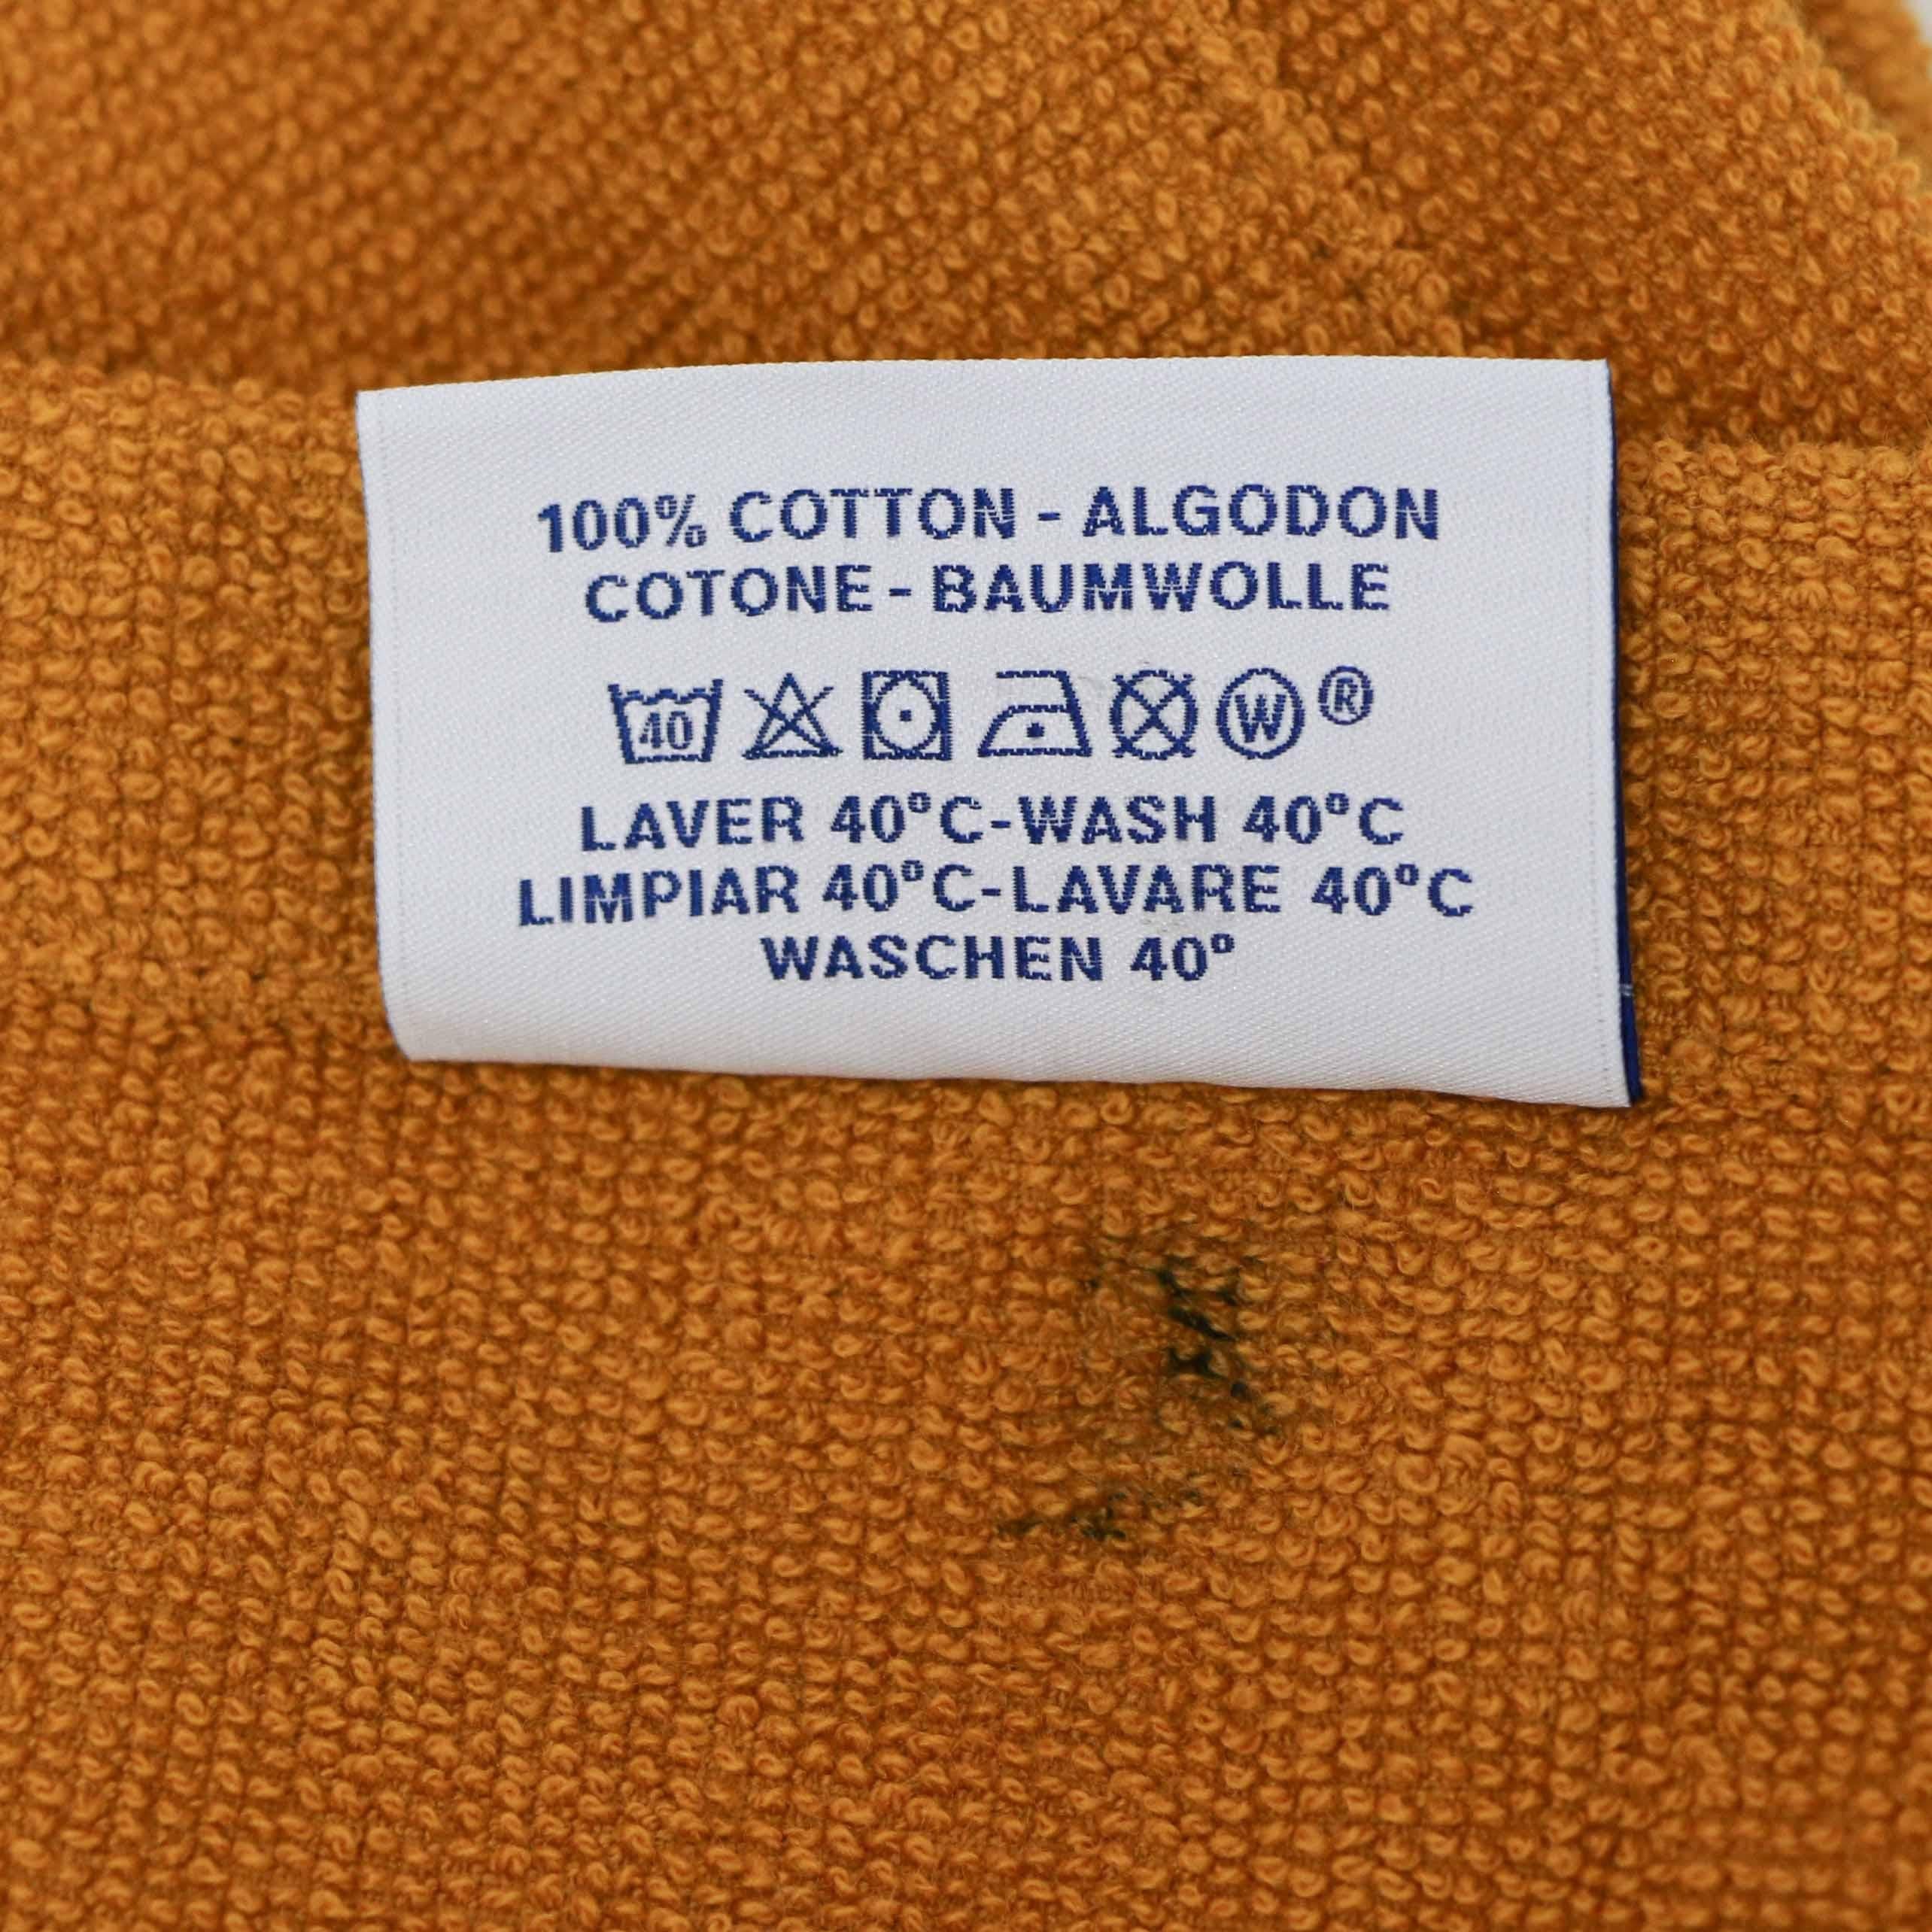 100% COTTON - ALGODON
COTONE - BAUMWOLLE
40 W ®
LAVER 40°C-WASH 40°C
LIMPIAR 40°C-LAVARE 40°C
WASCHEN 40°